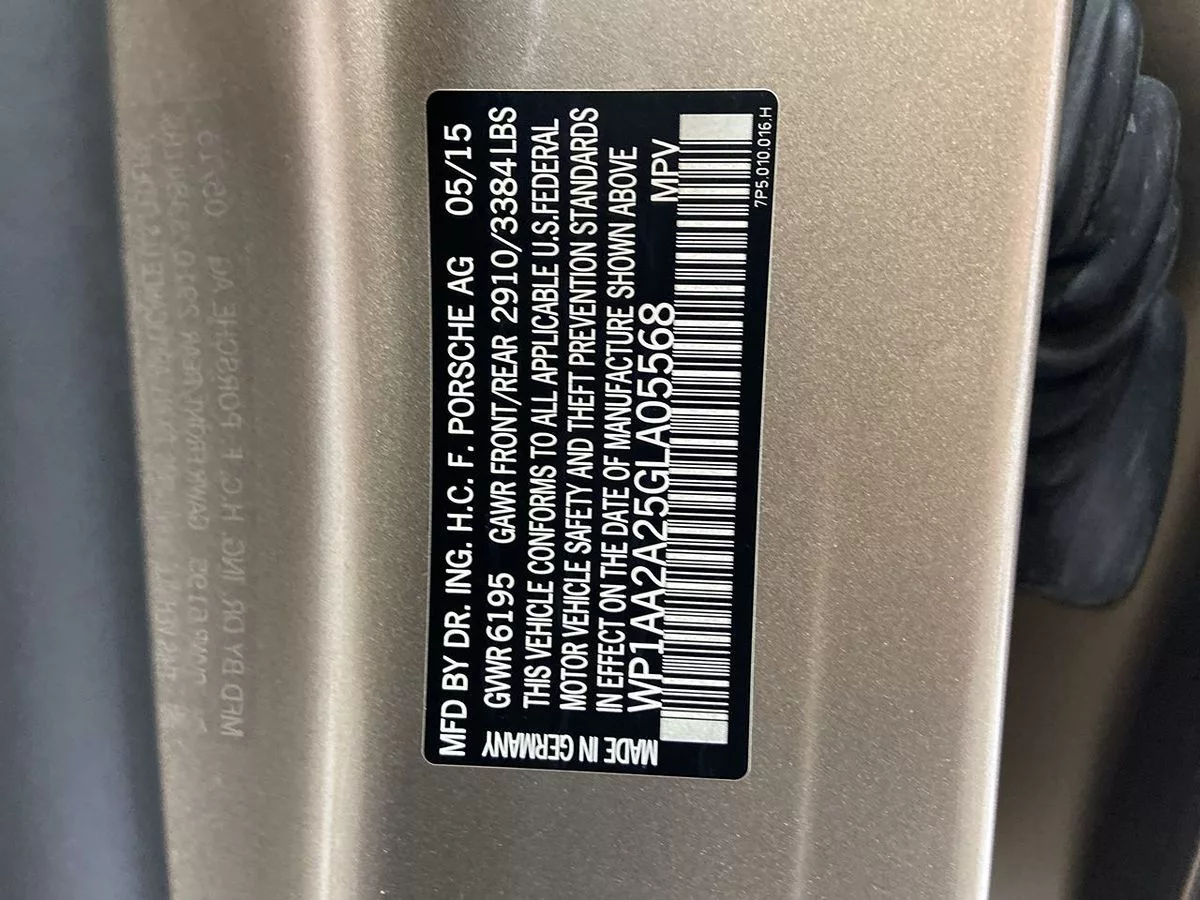 MFD BY DR. ING. H.C. F. PORSCHE AG 05/15
GVWR 6195 GAWR FRONT/REAR 2910/3384 LBS
THIS VEHICLE CONFORMS TO ALL APPLICABLE U.S. FEDERAL
MOTOR VEHICLE SAFETY AND THEFT PREVENTION STANDARDS
IN EFFECT ON THE DATE OF MANUFACTURE SHOWN ABOVE
WP1AA2A25GLA05568 MPV
MADE IN GERMANY
7P5.010.016.H